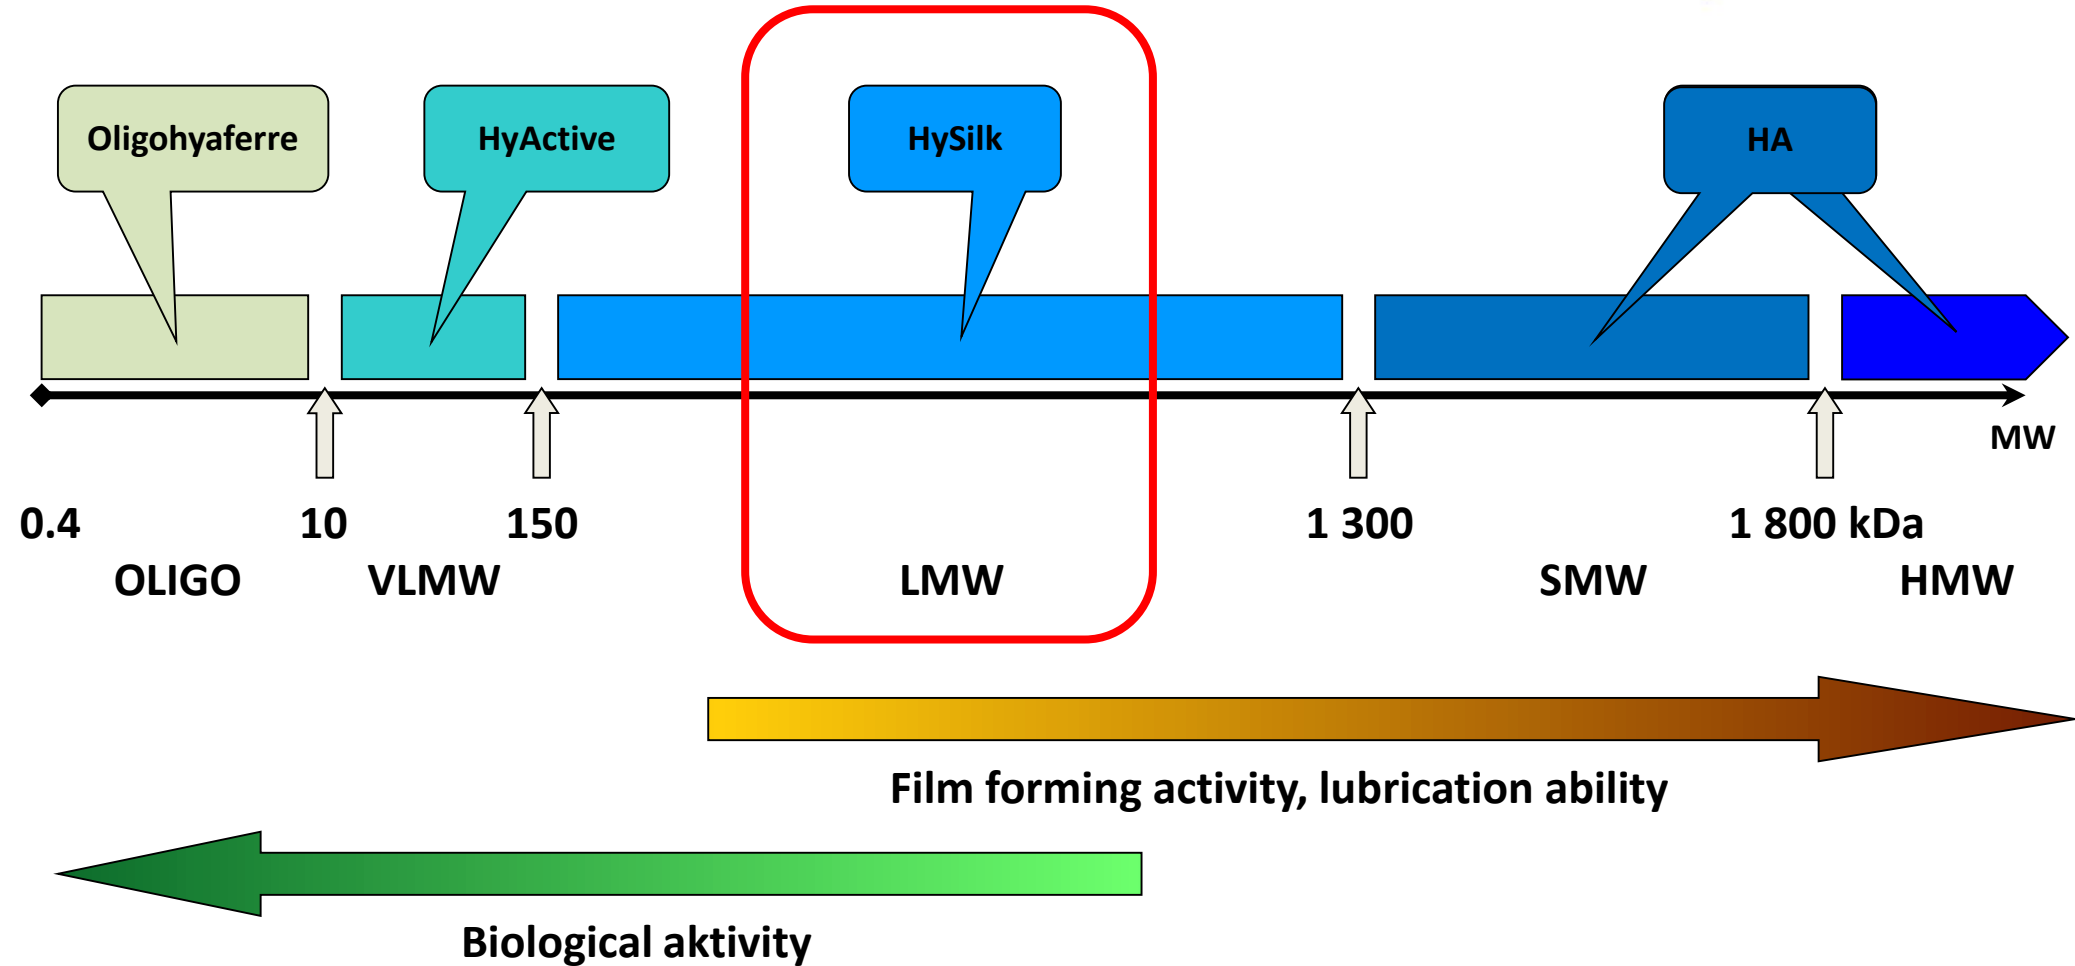 Oligohyaferre
HyActive
HySilk
HA
MW
0.4
10
150
1 300
1 800 kDa
OLIGO
VLMW
LMW
SMW
HMW
Film forming activity, lubrication ability
Biological aktivity